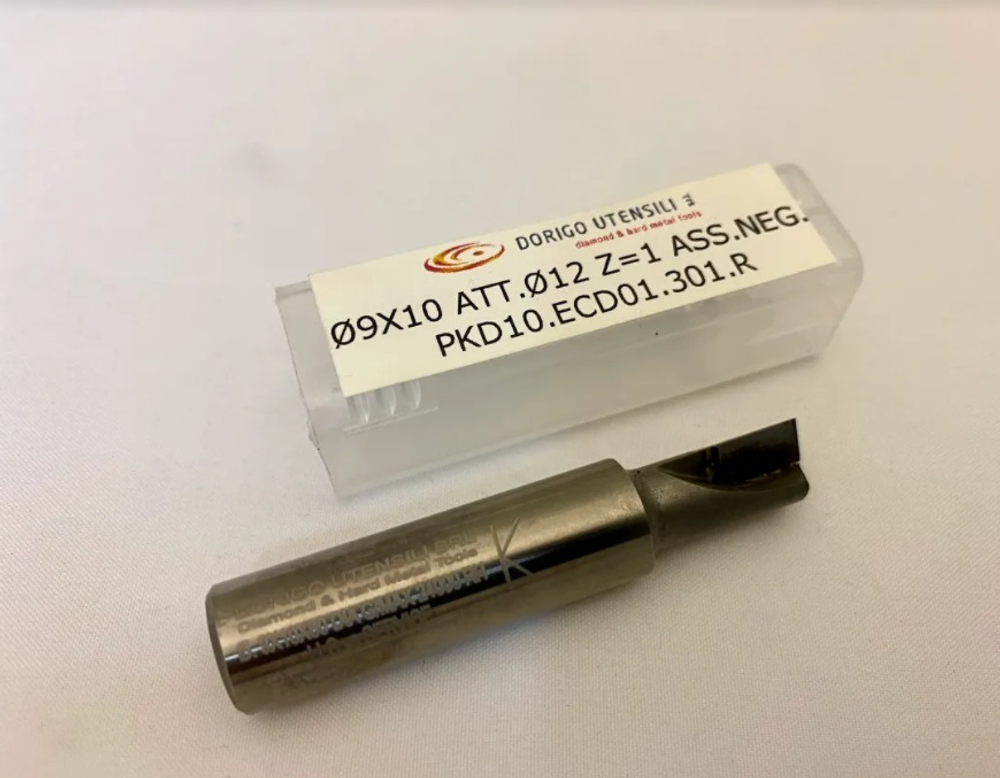 DORIGO UTENSILI
diamond & hard metal tools
Ø9X10 ATT.Ø12 Z=1 ASS.NEG.
PKD10.ECD01.301.R
K
DORIGO UTENSILI SRL
Diamond & Hard Metal Tools